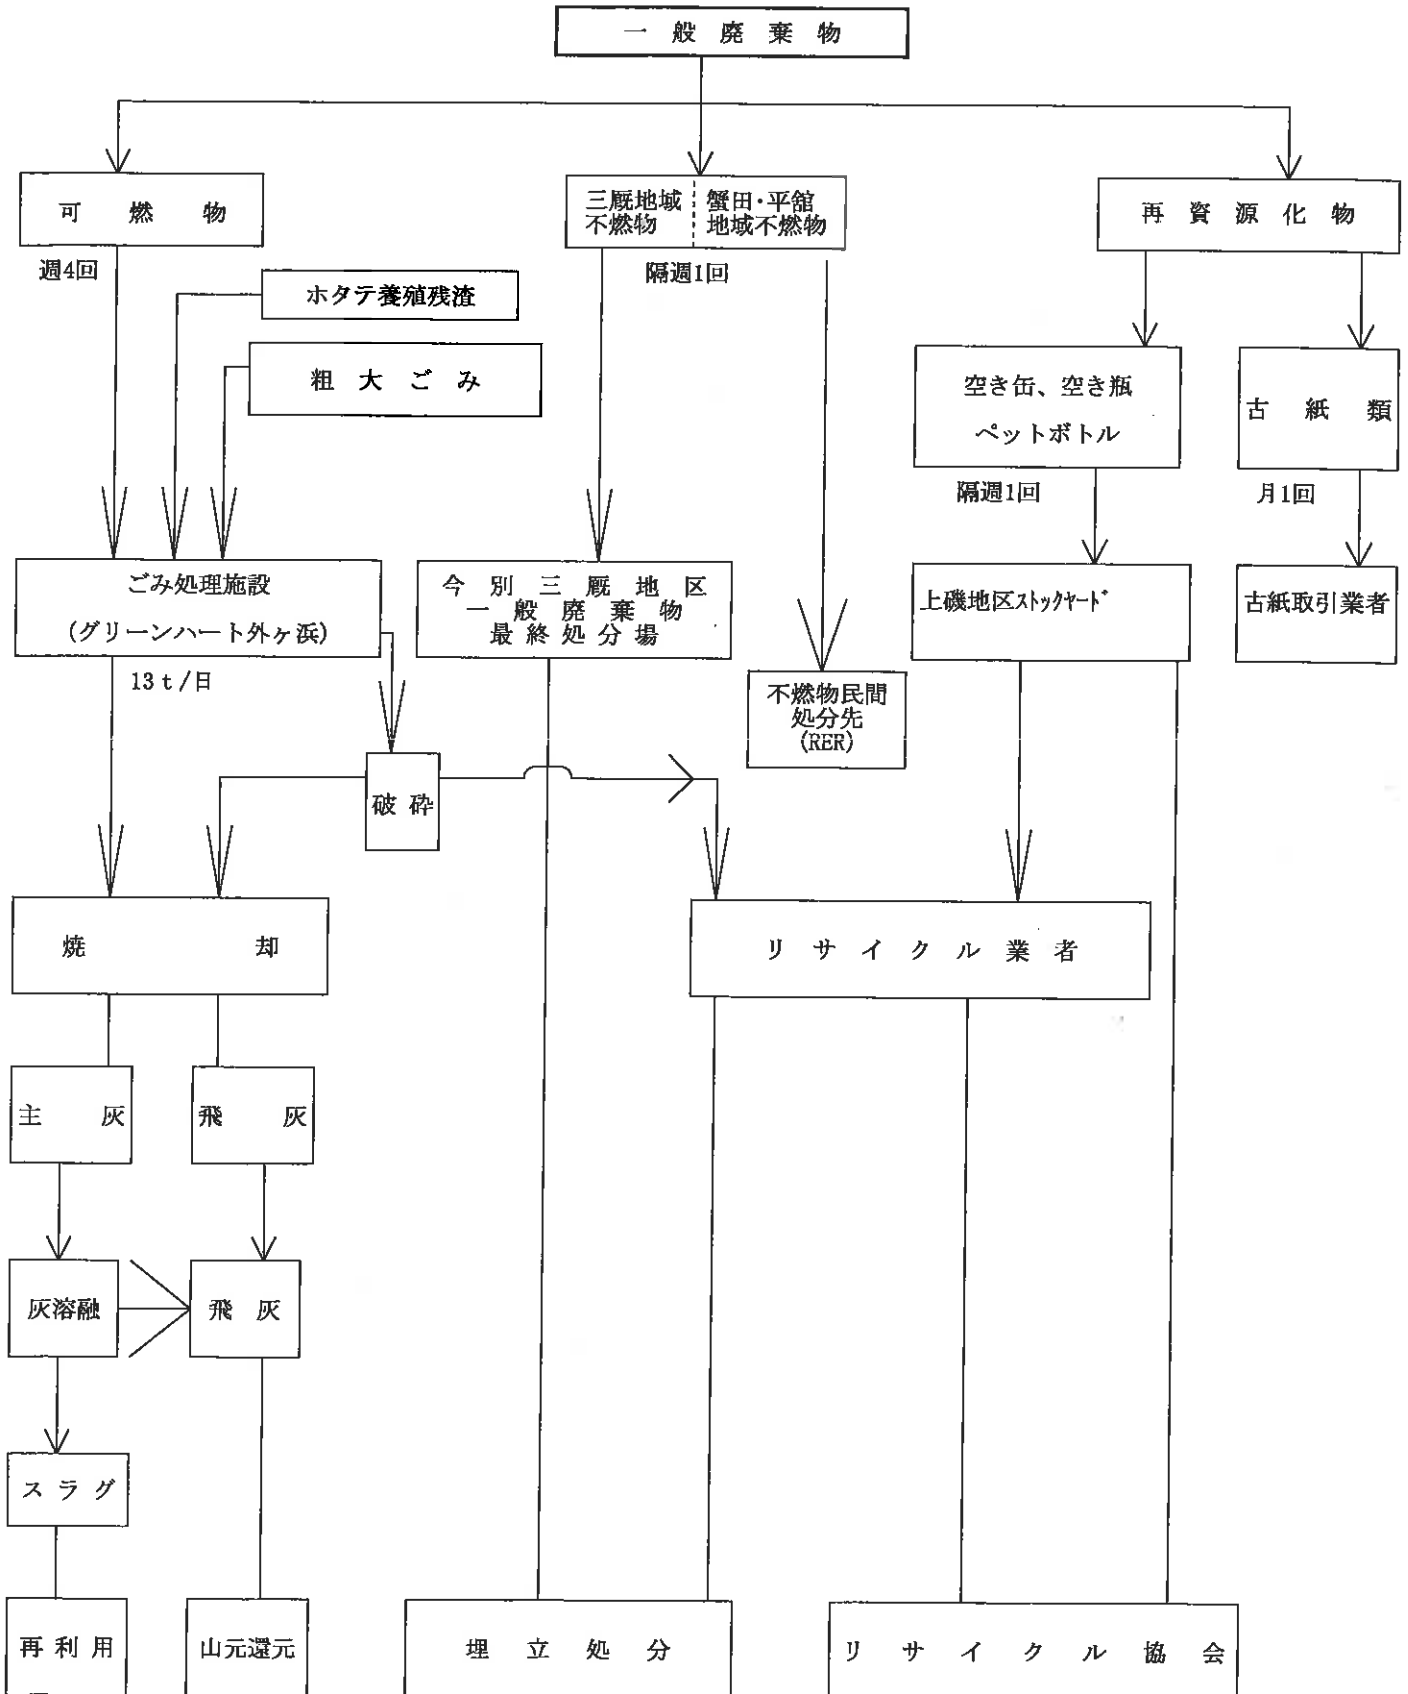 一般廃棄物
可燃物
三厩地域
不燃物
蟹田・平舘
地域不燃物
再資源化物
週4回
隔週1回
ホタテ養殖残渣
粗大ごみ
空き缶、空き瓶
ペットボトル
古紙類
隔週1回
月1回
ごみ処理施設
(グリーンハート外ヶ浜)
今別三厩地区
一般廃棄物
最終処分場
上磯地区ストックヤード
古紙取引業者
13t/日
不燃物民間
処分先
(RER)
破砕
焼却
リサイクル業者
主灰
飛灰
灰溶融
飛灰
スラグ
再利用
山元還元
埋立処分
リサイクル協会